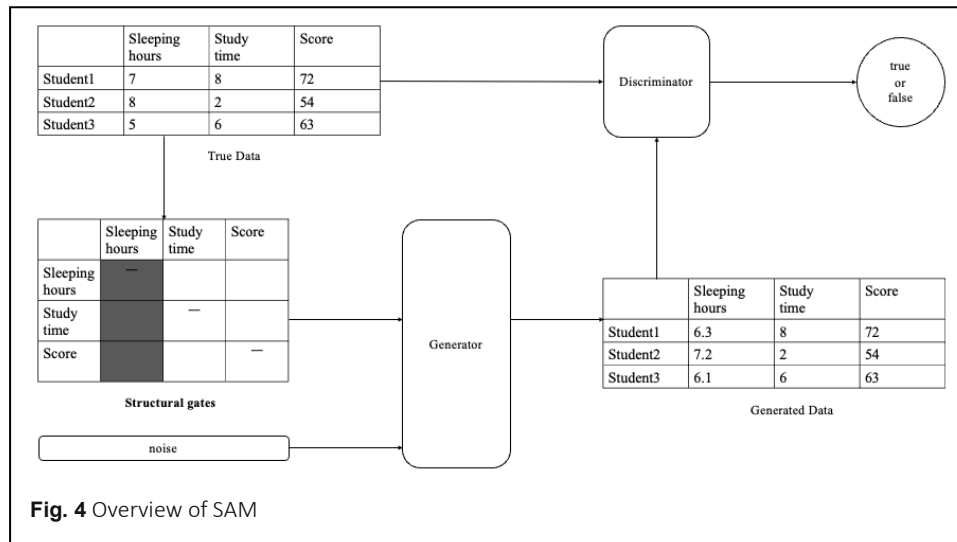 Sleeping hours Study time Score
Student1 7 8 72
Student2 8 2 54
Student3 5 6 63
True Data
Discriminator
true
or
false
Sleeping hours Study time Score
Sleeping hours —
Study time —
Score —
Structural gates
noise
Generator
Sleeping hours Study time Score
Student1 6.3 8 72
Student2 7.2 2 54
Student3 6.1 6 63
Generated Data
Fig. 4 Overview of SAM